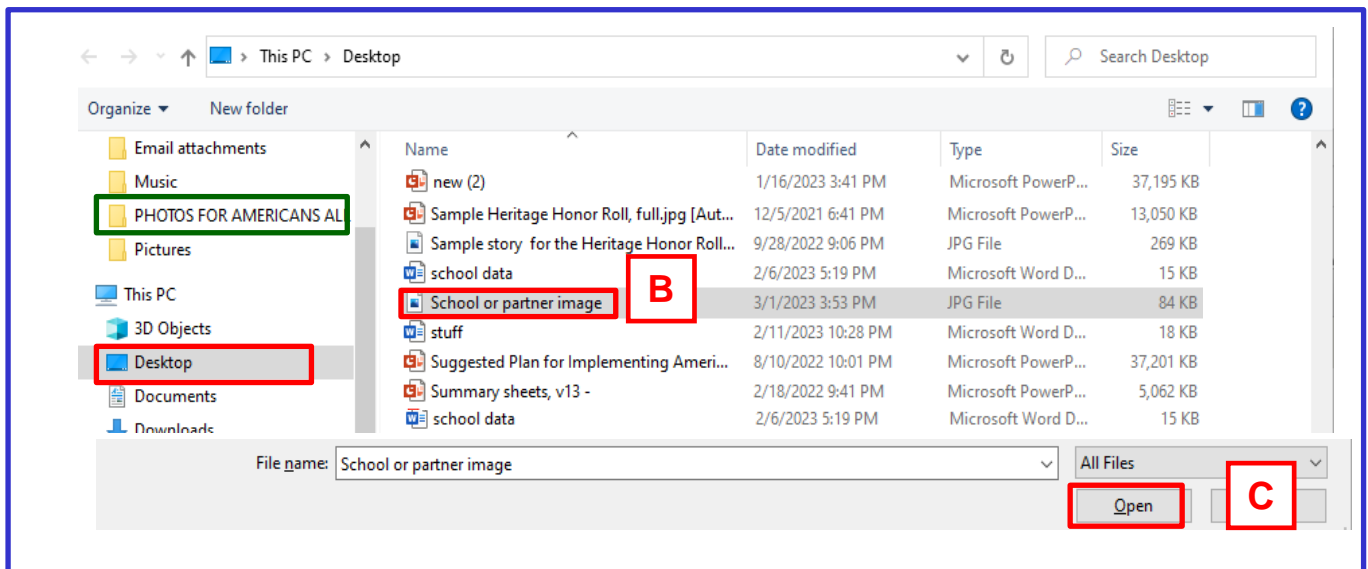 This PC > Desktop
Search Desktop
Organize
New folder
Email attachments
Music
PHOTOS FOR AMERICANS ALL
Pictures
This PC
3D Objects
Desktop
Documents
Downloads
Name Date modified Type Size
new (2) 1/16/2023 3:41 PM Microsoft PowerP... 37,195 KB
Sample Heritage Honor Roll, full.jpg [Aut... 12/5/2021 6:41 PM Microsoft PowerP... 13,050 KB
Sample story for the Heritage Honor Roll... 9/28/2022 9:06 PM JPG File 269 KB
school data 2/6/2023 5:19 PM Microsoft Word D... 15 KB
School or partner image 3/1/2023 3:53 PM JPG File 84 KB
B
stuff 2/11/2023 10:28 PM Microsoft Word D... 18 KB
Suggested Plan for Implementing Ameri... 8/10/2022 10:01 PM Microsoft PowerP... 37,201 KB
Summary sheets, v13 - 2/18/2022 9:41 PM Microsoft PowerP... 5,062 KB
school data 2/6/2023 5:19 PM Microsoft Word D... 15 KB
File name: School or partner image
All Files
Open
C